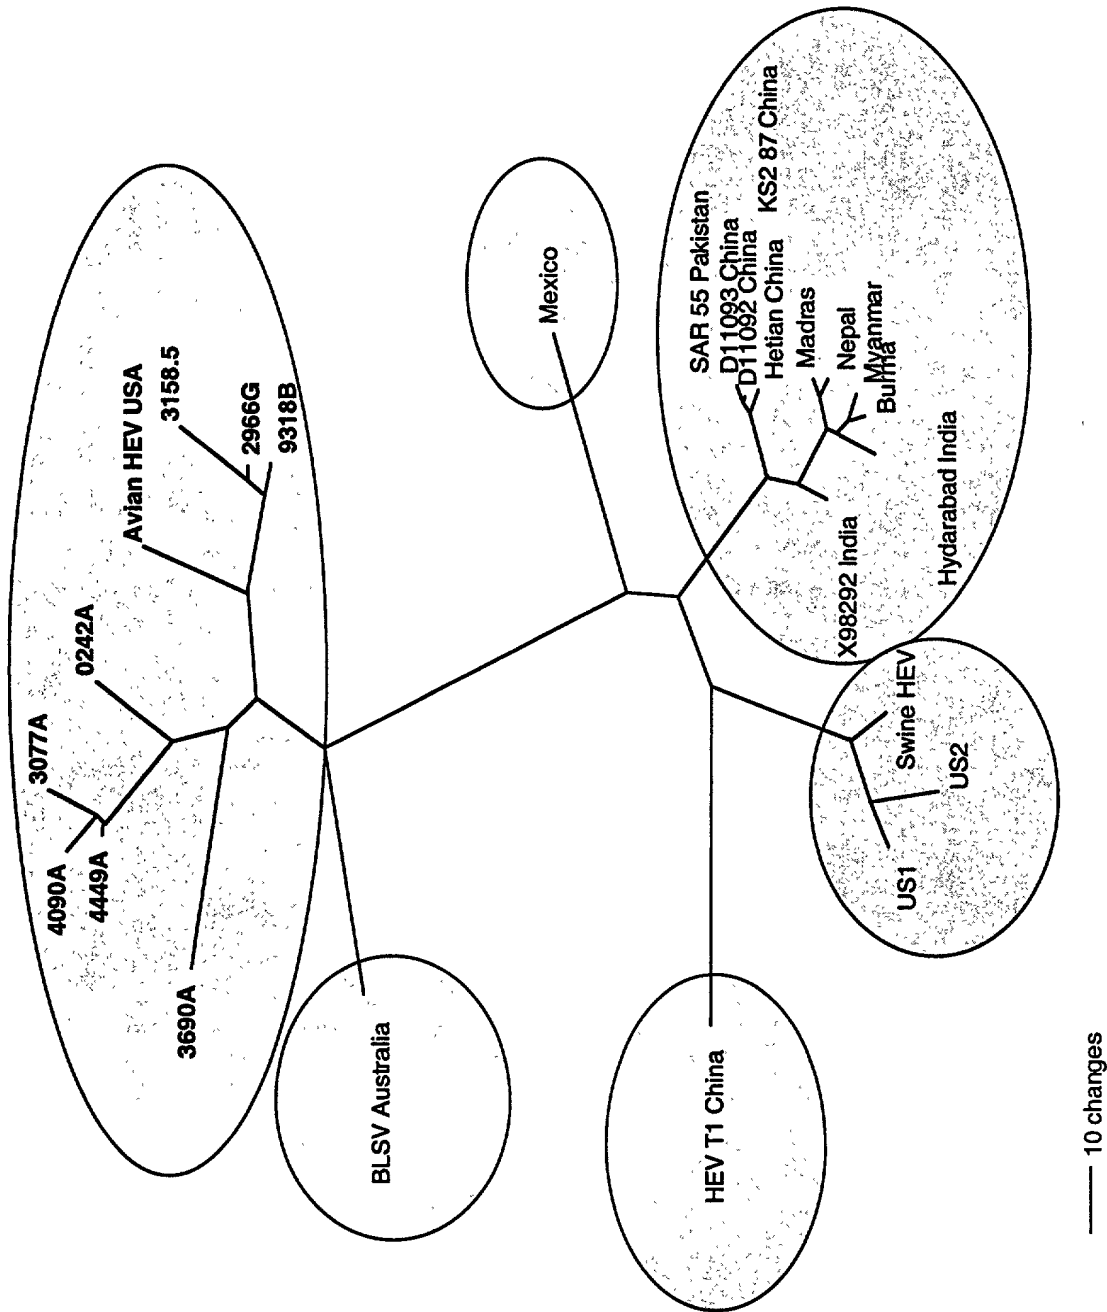 4090A
3077A
4449A
0242A
Avian HEV USA
3158.5
2966G
9318B
3690A
BLSV Australia
Mexico
HEV T1 China
SAR 55 Pakistan
D11093 China
D11092 China
KS2 87 China
Hetian China
Madras
Nepal
Myanmar
Burma
X98292 India
Hydarabad India
Swine HEV
US2
US1
10 changes